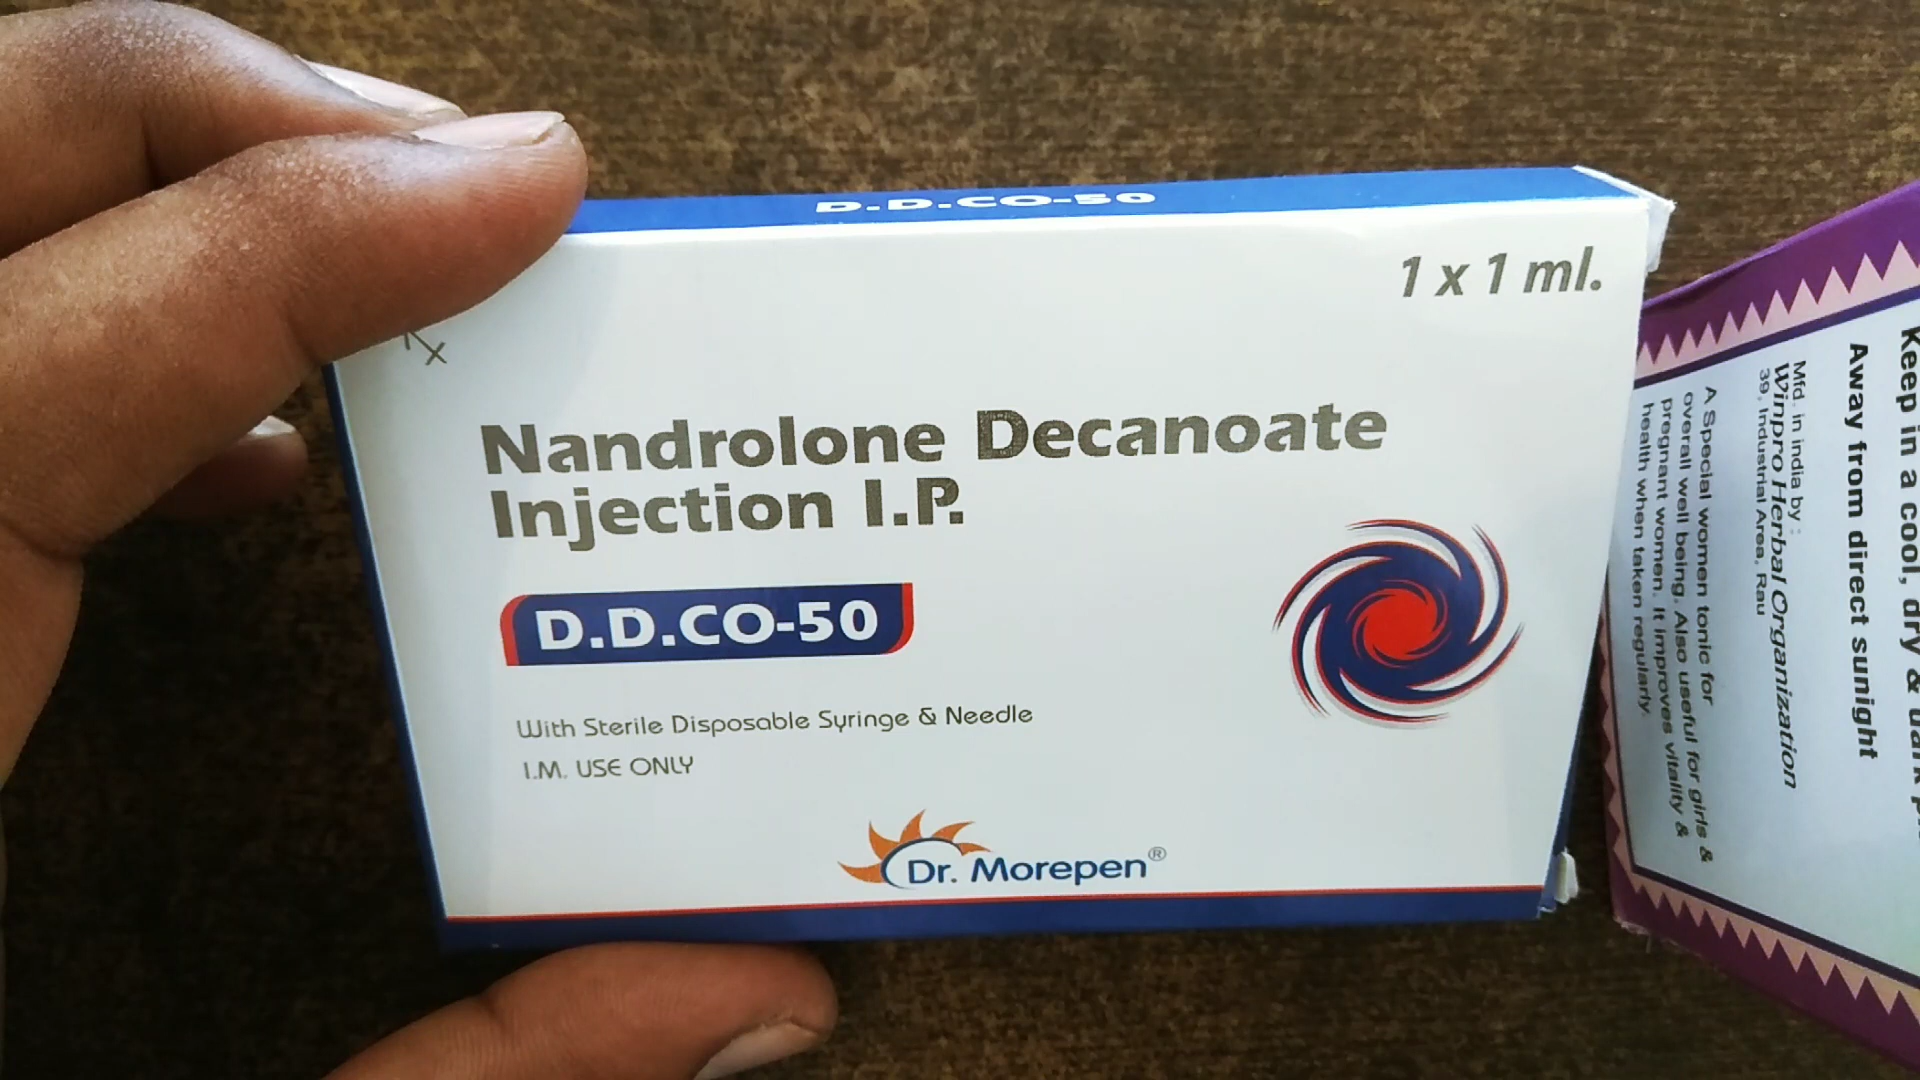 D.D.CO-50
1 x 1 ml.
Rx
Nandrolone Decanoate
Injection I.P.
D.D.CO-50
With Sterile Disposable Syringe & Needle
I.M. USE ONLY
Dr. Morepen®
Keep in a cool, dry &
Away from direct sunight
Mfd. in india by :
Winpro Herbal Organization
39, Industrial Area, Rau
A Special women tonic for
overall well being. Also useful for girls &
pregnant women. It improves vitality &
health when taken regularly.